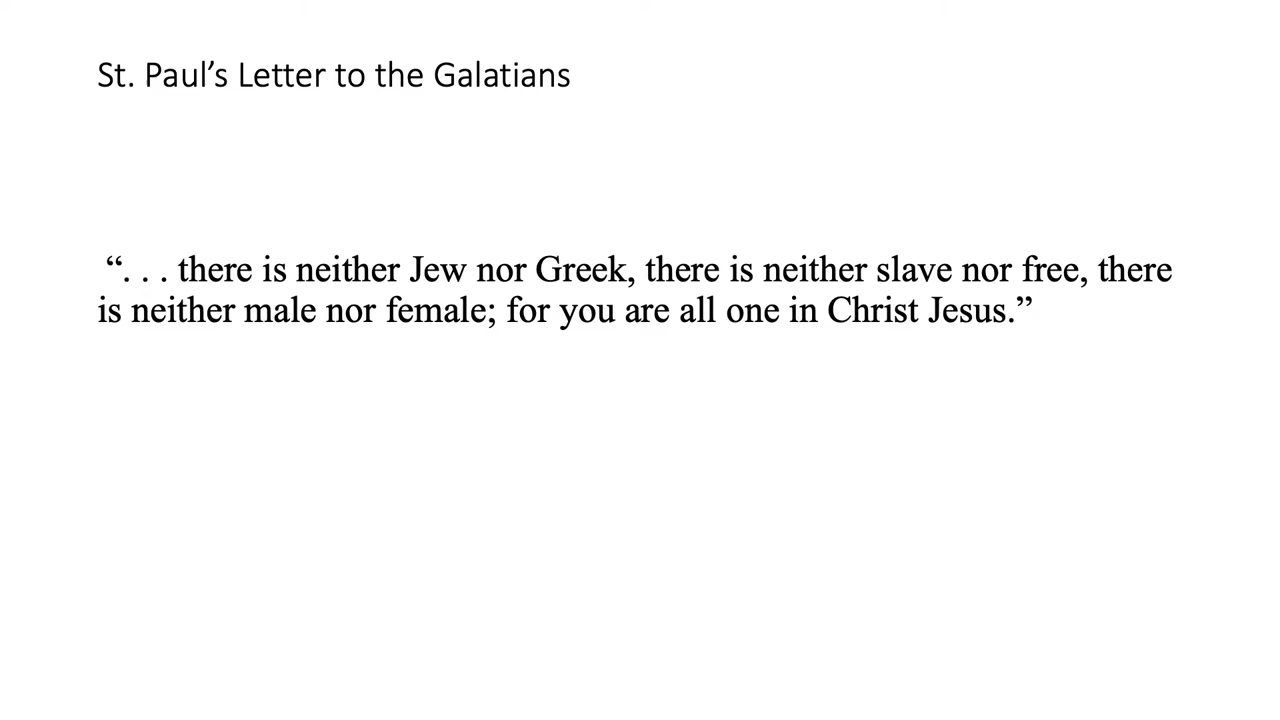 St. Paul’s Letter to the Galatians
“. . . there is neither Jew nor Greek, there is neither slave nor free, there
is neither male nor female; for you are all one in Christ Jesus.”